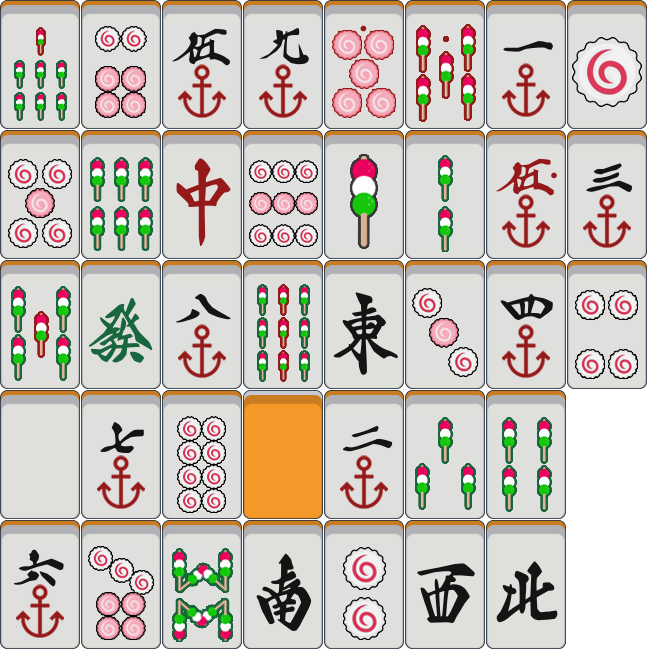 伍 九 一
中 伍 三
發 八 東 四
七 二
六 南 西 北